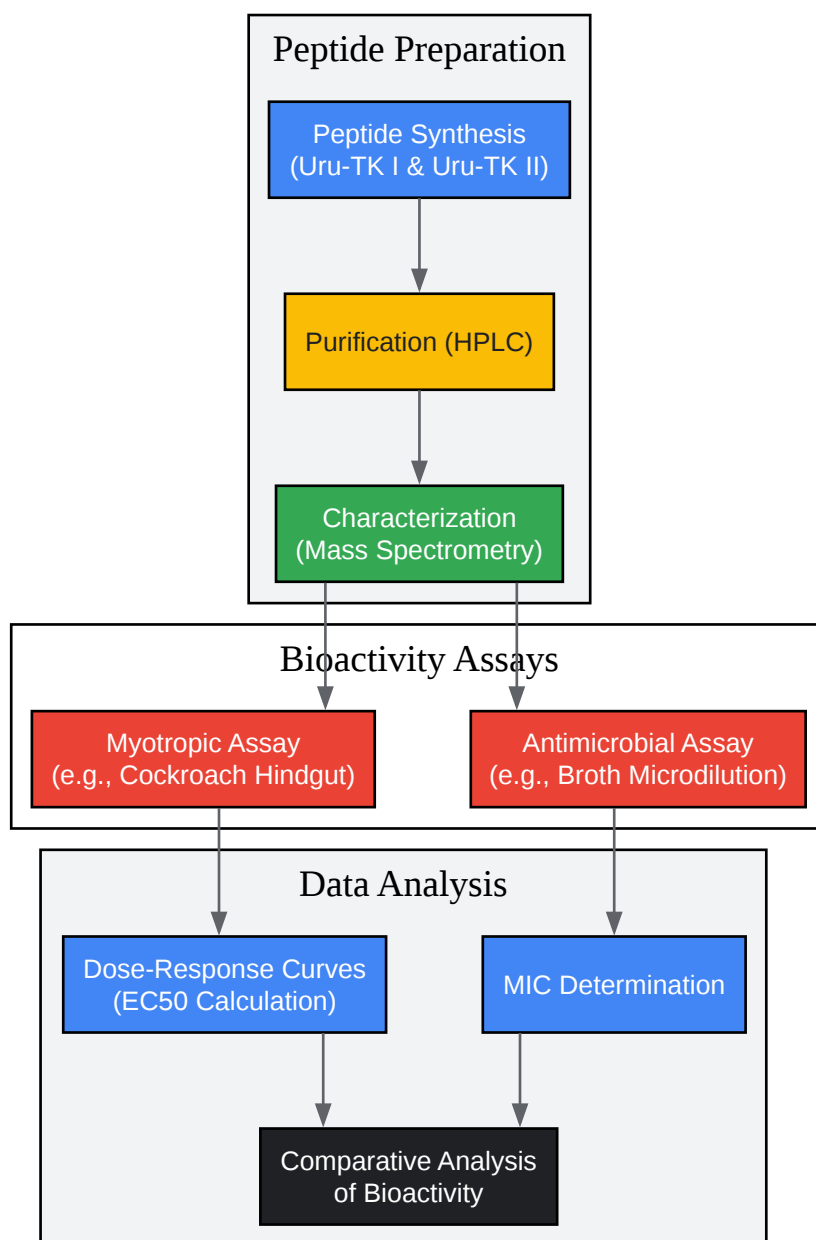 Peptide Preparation
Peptide Synthesis
(Uru-TK I & Uru-TK II)
Purification (HPLC)
Characterization
(Mass Spectrometry)
Bioactivity Assays
Myotropic Assay
(e.g., Cockroach Hindgut)
Antimicrobial Assay
(e.g., Broth Microdilution)
Data Analysis
Dose-Response Curves
(EC50 Calculation)
MIC Determination
Comparative Analysis
of Bioactivity